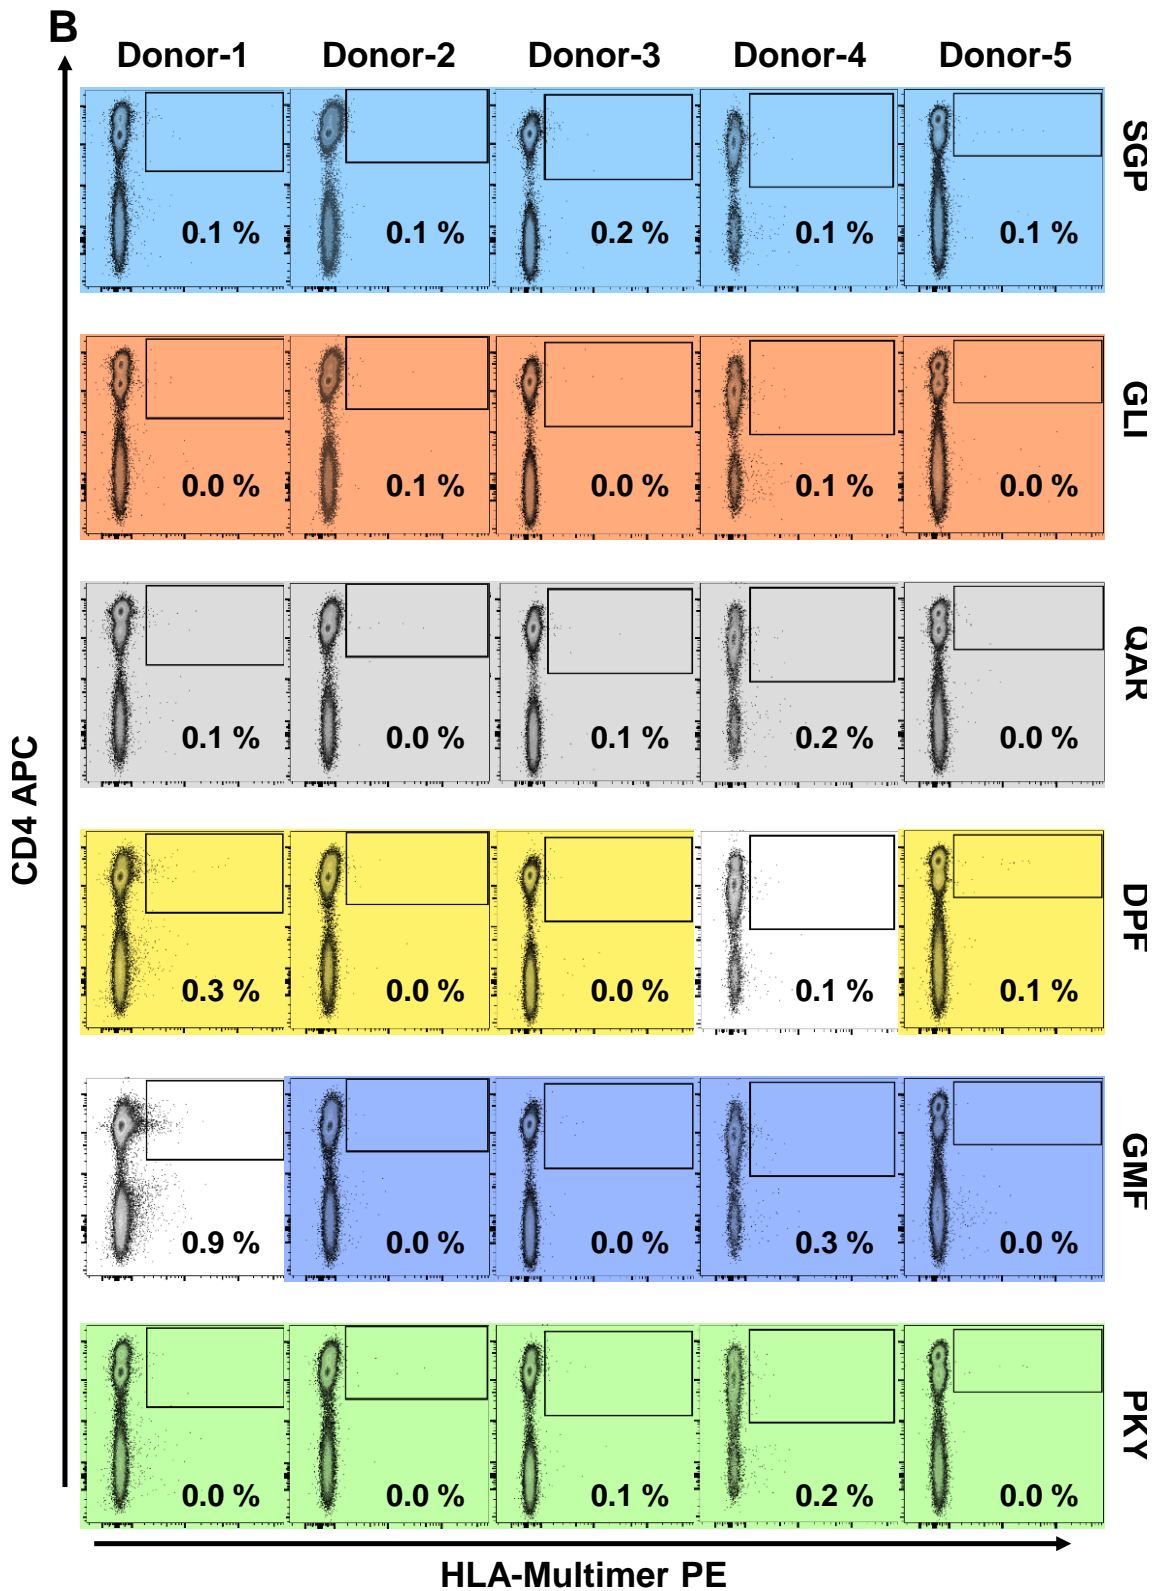 B
Donor-1 Donor-2 Donor-3 Donor-4 Donor-5
0.1 % 0.1 % 0.2 % 0.1 % 0.1 % SGP
0.0 % 0.1 % 0.0 % 0.1 % 0.0 % GLI
0.1 % 0.0 % 0.1 % 0.2 % 0.0 % QAR
0.3 % 0.0 % 0.0 % 0.1 % 0.1 % DPF
0.9 % 0.0 % 0.0 % 0.3 % 0.0 % GMF
0.0 % 0.0 % 0.1 % 0.2 % 0.0 % PKY
CD4 APC
HLA-Multimer PE